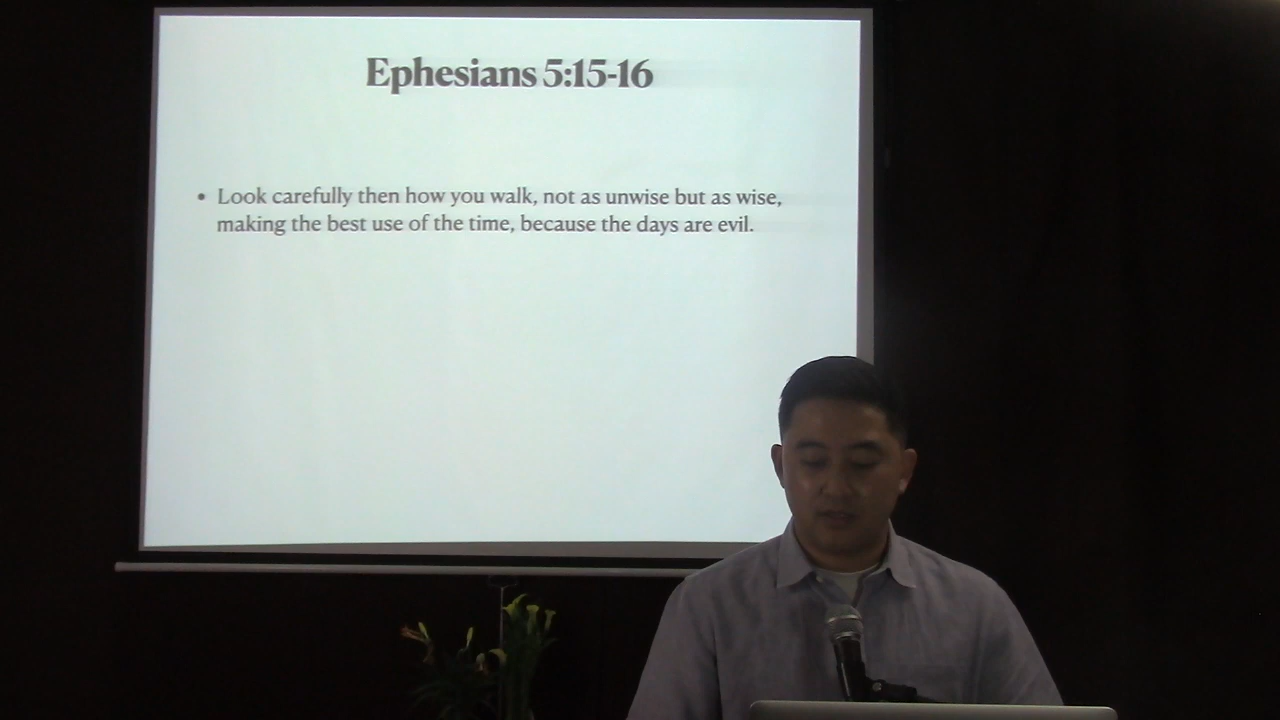 Ephesians 5:15-16
• Look carefully then how you walk, not as unwise but as wise,
making the best use of the time, because the days are evil.